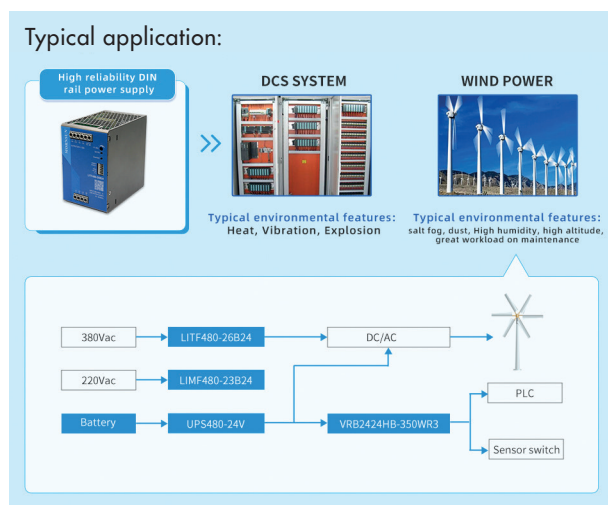 Typical application:
High reliability DIN
rail power supply
DCS SYSTEM
WIND POWER
Typical environmental features:
Heat, Vibration, Explosion
Typical environmental features:
salt fog, dust, High humidity, high altitude,
great workload on maintenance
380Vac
LITF480-26B24
DC/AC
220Vac
LIMF480-23B24
PLC
Battery
UPS480-24V
VRB2424HB-350WR3
Sensor switch